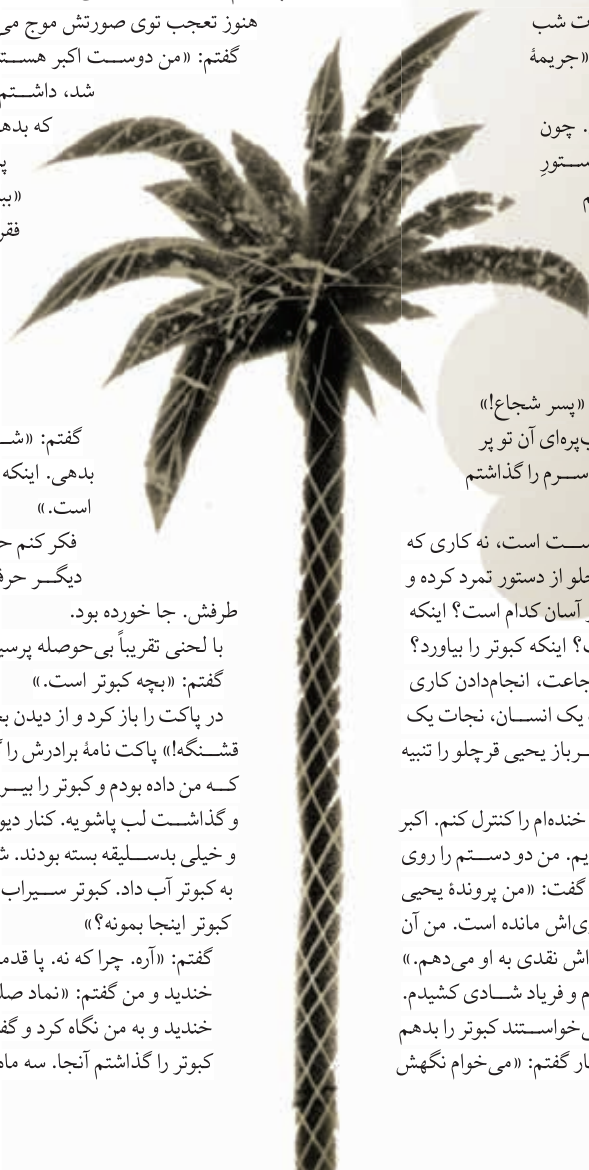 ت شب
«جریمهٔ
. چون
ستورِ
م
«پسر شجاع!»
ب‌پره‌ای آن تو پر
سرم را گذاشتم
ست است، نه کاری که
چلو از دستور تمرد کرده و
ر آسان کدام است؟ اینکه
ت؟ اینکه کبوتر را بیاورد؟
جاعت، انجام‌دادن کاری
، یک انسان، نجات یک
رباز یحیی قرچلو را تنبیه
خنده‌ام را کنترل کنم. اکبر
یم. من دو دستم را روی
گفت: «من پروندهٔ یحیی
ی‌اش مانده است. من آن
اش نقدی به او می‌دهم.»
م و فریاد شادی کشیدم.
ی‌خواستند کبوتر را بدهم
ار گفتم: «می‌خوام نگهش
هنوز تعجب توی صورتش موج می
گفتم: «من دوست اکبر هست
شد، داشتم
که بدها
پ
«بب
فقر
گفتم: «ش
بدهی. اینکه
است.»
فکر کنم ح
دیگر حرف
طرفش. جا خورده بود.
با لحنی تقریباً بی‌حوصله پرسی
گفتم: «بچه کبوتر است.»
در پاکت را باز کرد و از دیدن ب
قشنگه!» پاکت نامهٔ برادرش را گ
که من داده بودم و کبوتر را بیر
و گذاشت لب پاشویه. کنار دیو
و خیلی بدسلیقه بسته بودند. ش
به کبوتر آب داد. کبوتر سیراب
کبوتر اینجا بمونه؟»
گفتم: «آره. چرا که نه. پا قدم
خندید و من گفتم: «نماد صل
خندید و به من نگاه کرد و گف
کبوتر را گذاشتم آنجا. سه ماه